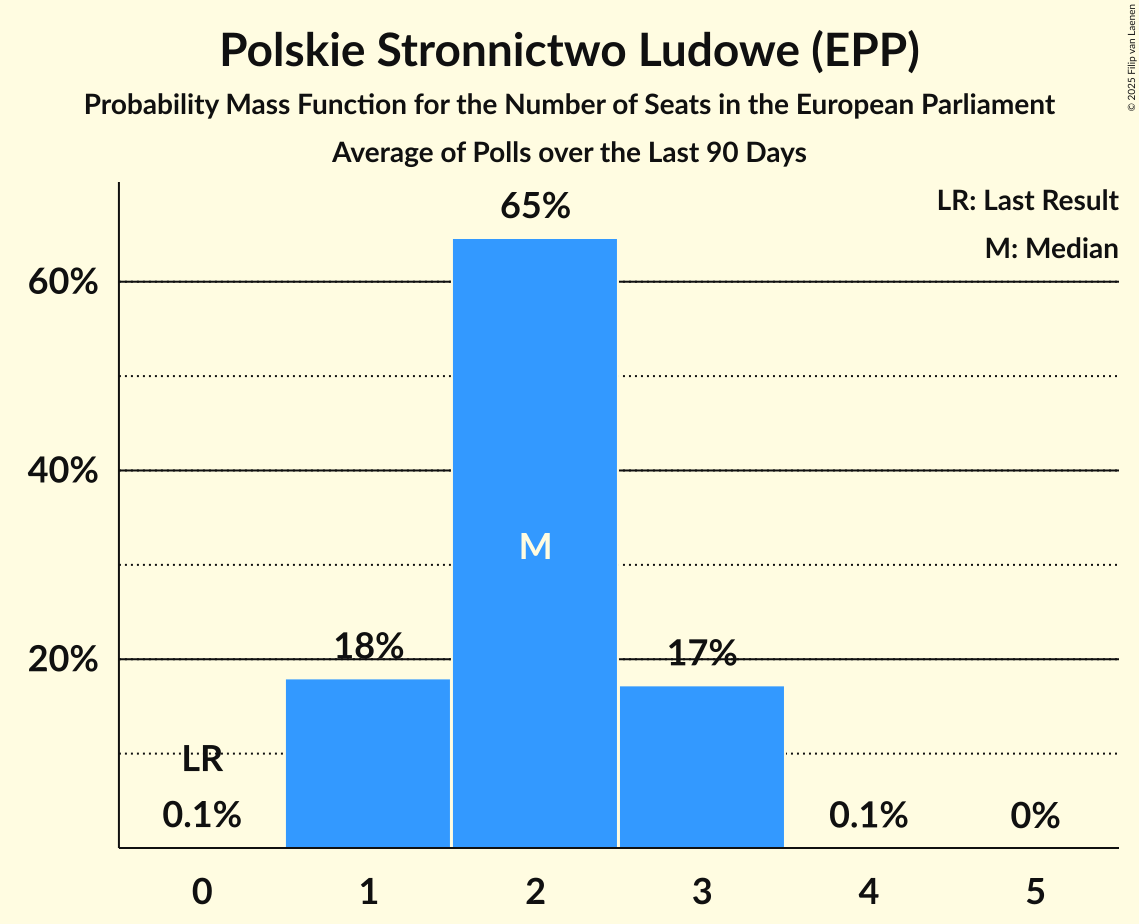 Polskie Stronnictwo Ludowe (EPP)
Probability Mass Function for the Number of Seats in the European Parliament
Average of Polls over the Last 90 Days
© 2025 Filip van Laenen
LR: Last Result
M: Median
65%
60%
40%
M
18%
17%
20%
LR
0.1%
0.1%
0%
0 1 2 3 4 5